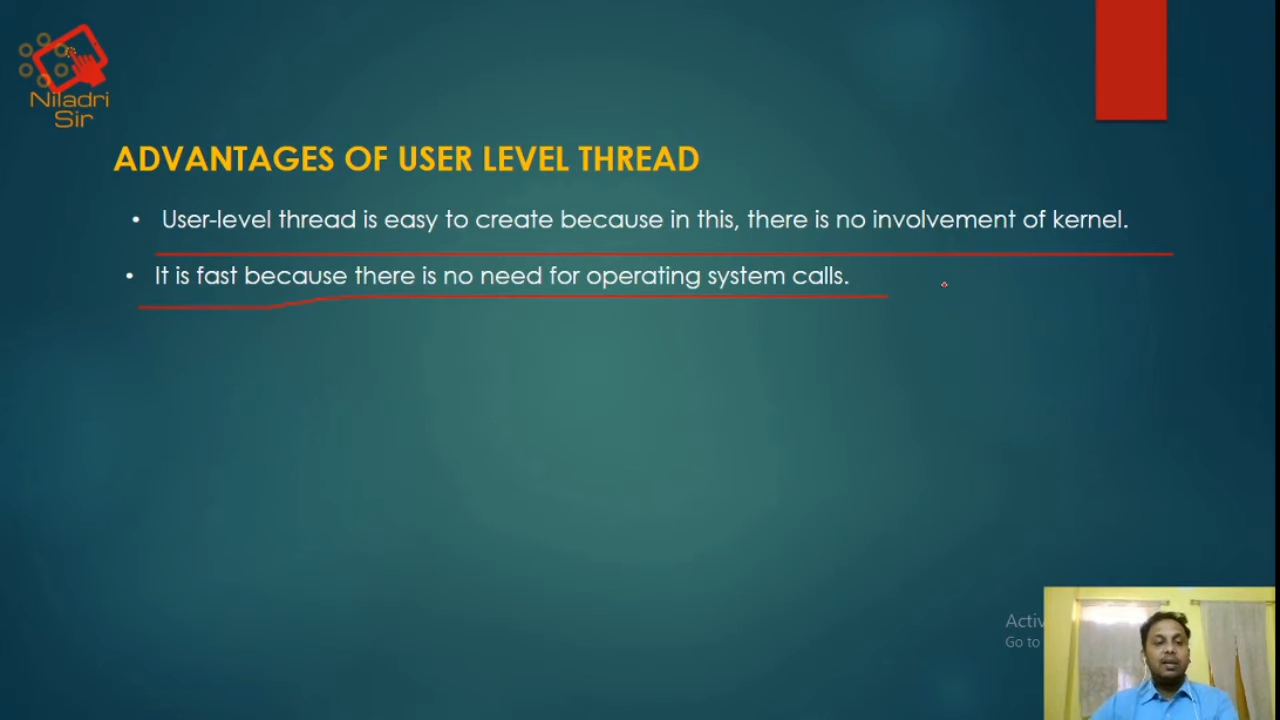 Niladri
Sir
ADVANTAGES OF USER LEVEL THREAD
• User-level thread is easy to create because in this, there is no involvement of kernel.
• It is fast because there is no need for operating system calls.
Activ
Go to